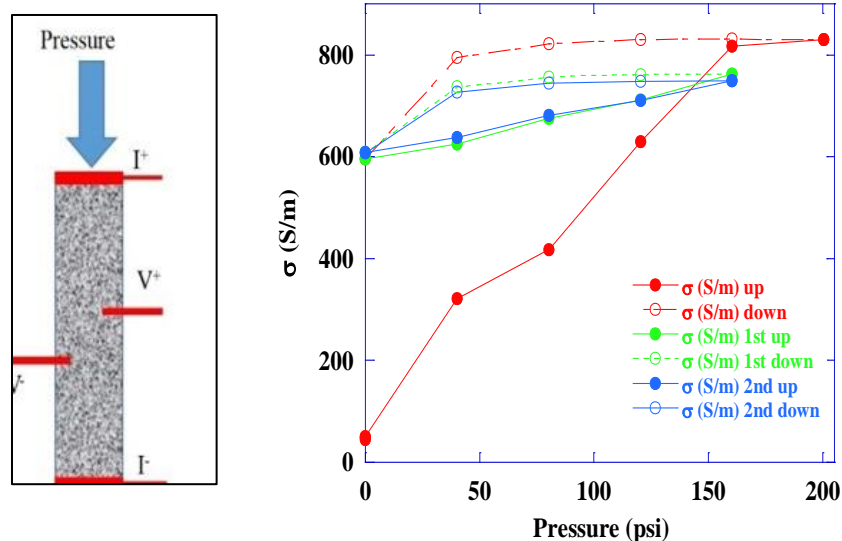 Pressure
I+
V+
V-
I-
σ (S/m)
800
600
400
200
0
0
50
100
150
200
Pressure (psi)
σ (S/m) up
σ (S/m) down
σ (S/m) 1st up
σ (S/m) 1st down
σ (S/m) 2nd up
σ (S/m) 2nd down